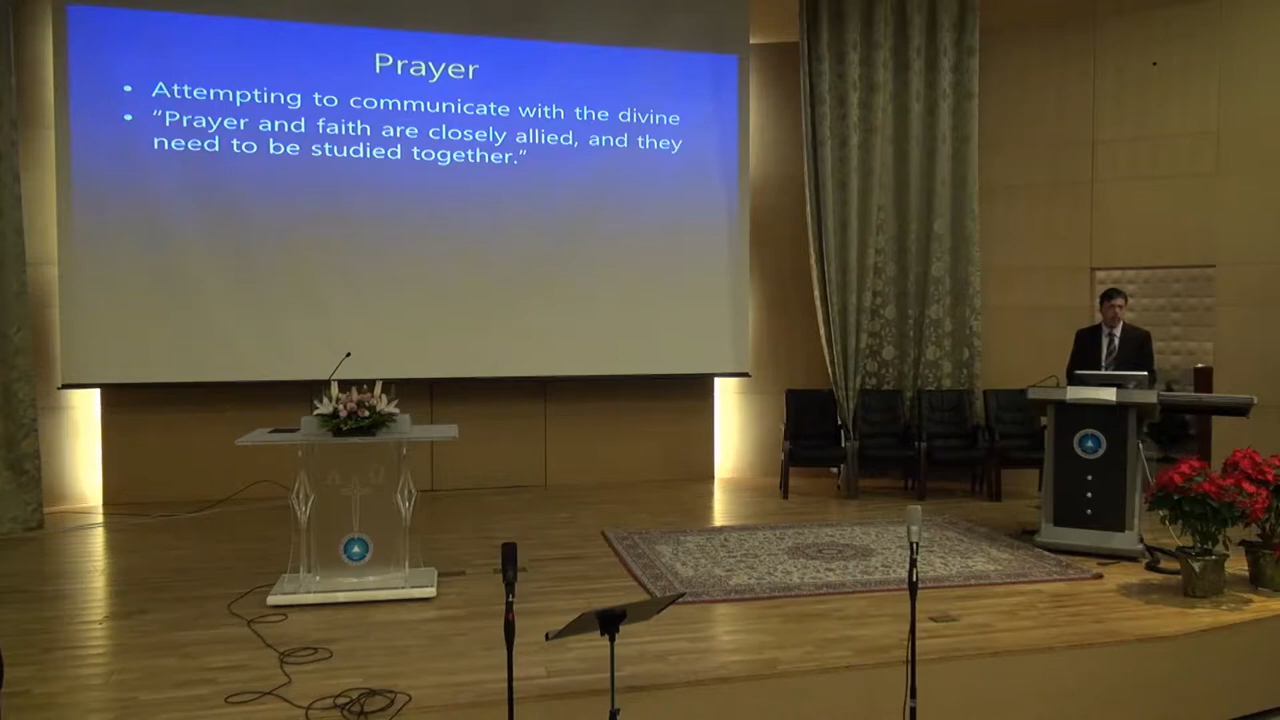 Prayer
• Attempting to communicate with the divine
• “Prayer and faith are closely allied, and they
need to be studied together.”